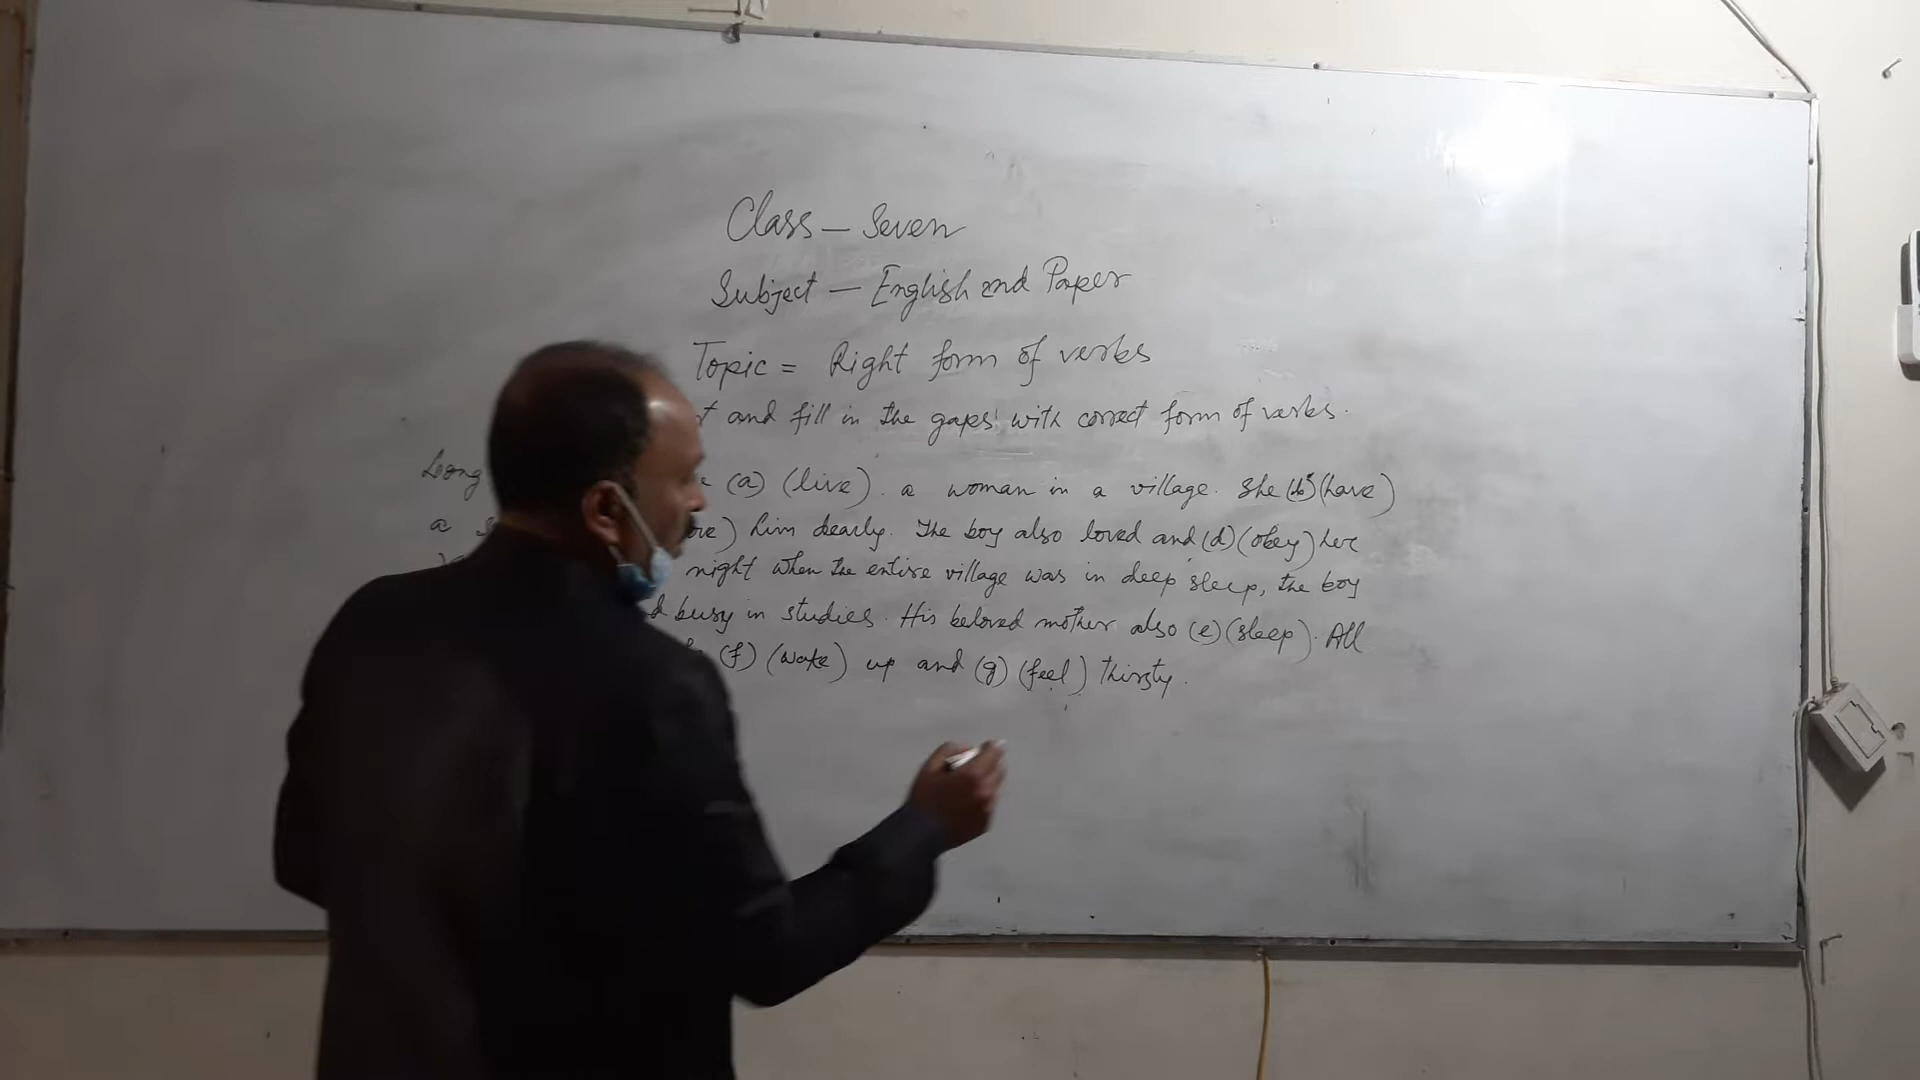 Class – Seven
Subject – English 2nd Paper
Topic = Right form of verbs
and fill in the gaps with correct form of verbs.
Long (a) (live). a woman in a village. She (b) (have)
a him dearly. The boy also loved and (d) (obey) her
night when the entire village was in deep sleep, the boy
busy in studies. His beloved mother also (e) (sleep). All
(f) (wake) up and (g) (feel) thirsty.